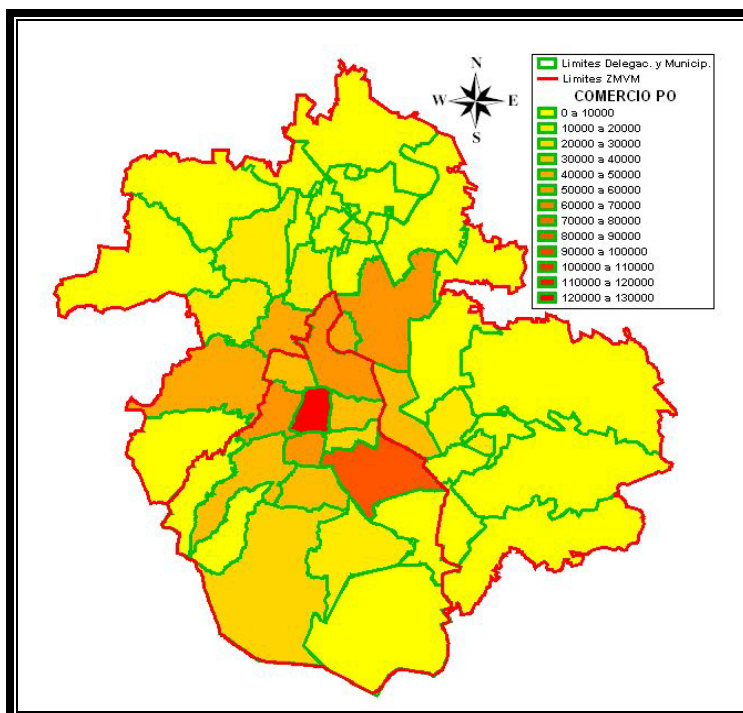 N
W E
S
Limites Delegac. y Municip.
Limites ZMVM
COMERCIO PO
0 a 10000
10000 a 20000
20000 a 30000
30000 a 40000
40000 a 50000
50000 a 60000
60000 a 70000
70000 a 80000
80000 a 90000
90000 a 100000
100000 a 110000
110000 a 120000
120000 a 130000